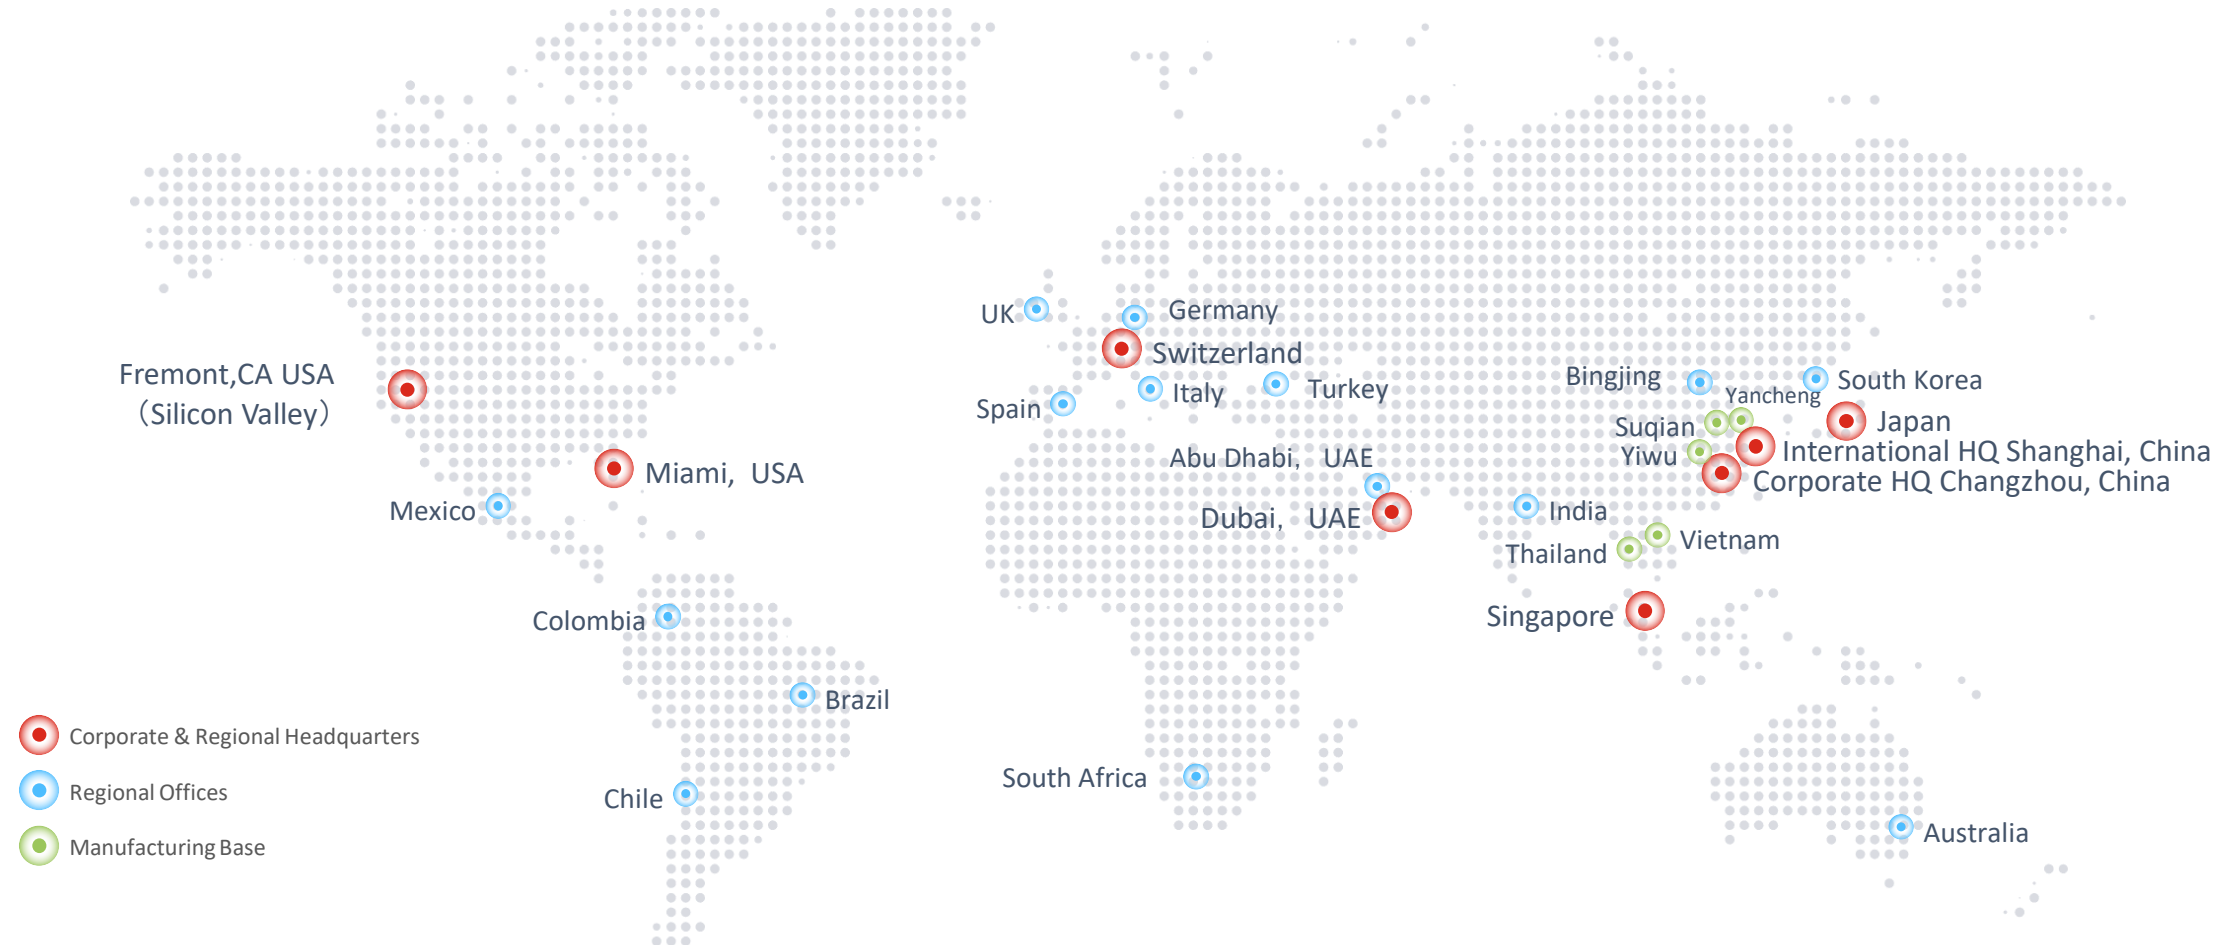 UK
Germany
Switzerland
Italy
Turkey
Spain
Fremont,CA USA
（Silicon Valley）
Miami,  USA
Mexico
Abu Dhabi,  UAE
Dubai,  UAE
Bingjing
Yancheng
South Korea
Suqian
Japan
Yiwu
International HQ Shanghai, China
Corporate HQ Changzhou, China
India
Vietnam
Thailand
Singapore
Colombia
Brazil
South Africa
Chile
Australia
Corporate & Regional Headquarters
Regional Offices
Manufacturing Base